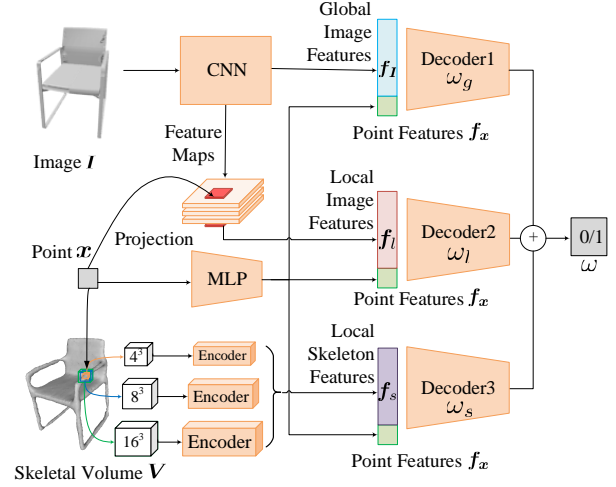 Global
Image
Features
CNN
f_I
Decoder1
ω_g
Image I
Feature
Maps
Point Features f_x
Local
Image
Features
Point x
Projection
f_l
Decoder2
ω_l
+
0/1
ω
MLP
Point Features f_x
Local
Skeleton
Features
4³
Encoder
8³
Encoder
f_s
Decoder3
ω_s
16³
Encoder
Skeletal Volume V
Point Features f_x